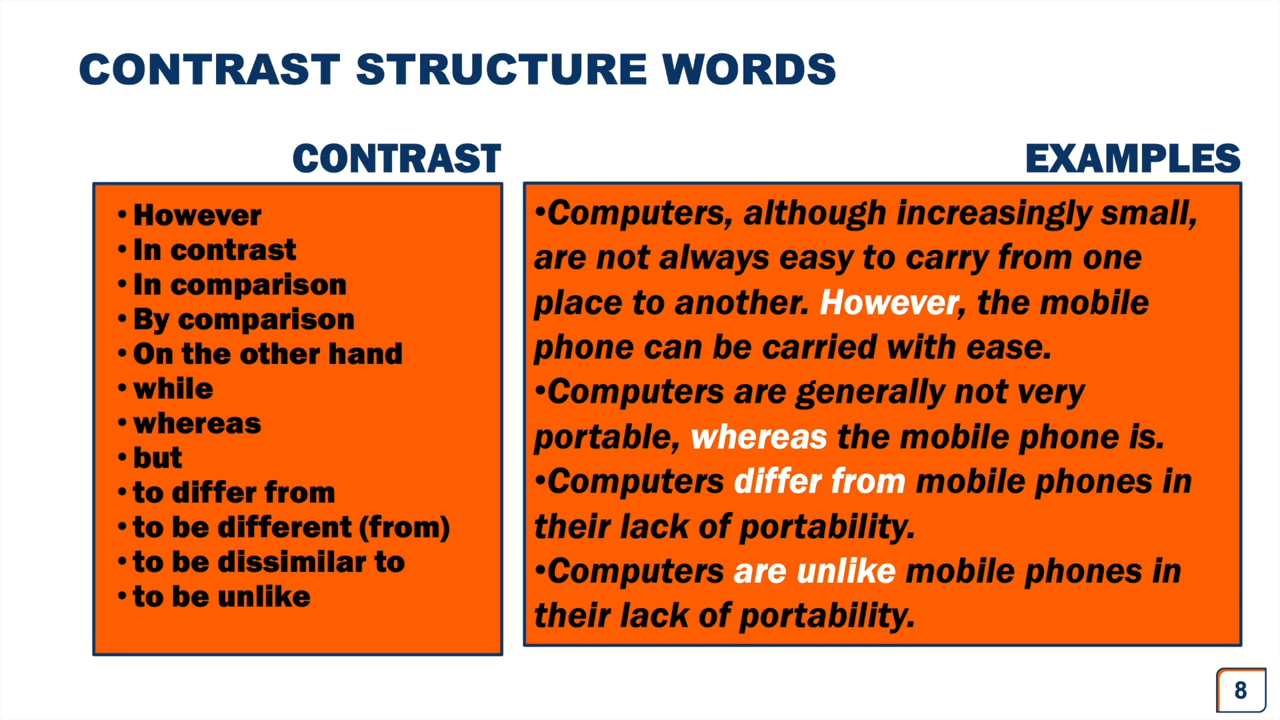 CONTRAST STRUCTURE WORDS
CONTRAST
• However
• In contrast
• In comparison
• By comparison
• On the other hand
• while
• whereas
• but
• to differ from
• to be different (from)
• to be dissimilar to
• to be unlike
EXAMPLES
•Computers, although increasingly small,
are not always easy to carry from one
place to another. However, the mobile
phone can be carried with ease.
•Computers are generally not very
portable, whereas the mobile phone is.
•Computers differ from mobile phones in
their lack of portability.
•Computers are unlike mobile phones in
their lack of portability.
8